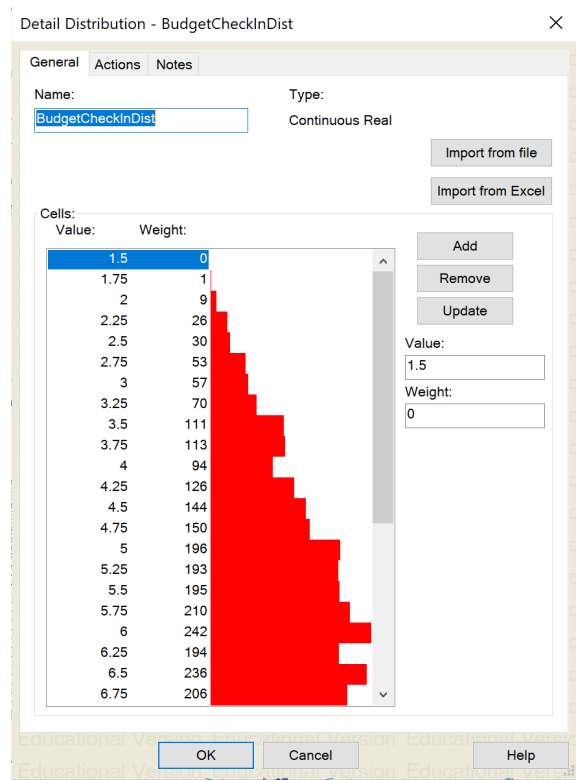 Detail Distribution - BudgetCheckInDist
General Actions Notes
Name: Type:
BudgetCheckInDist Continuous Real
Import from file
Import from Excel
Cells:
Value: Weight:
1.5 0
1.75 1
2 9
2.25 26
2.5 30
2.75 53
3 57
3.25 70
3.5 111
3.75 113
4 94
4.25 126
4.5 144
4.75 150
5 196
5.25 193
5.5 195
5.75 210
6 242
6.25 194
6.5 236
6.75 206
Add
Remove
Update
Value:
1.5
Weight:
0
Educational Version Educational Version Educational Version
OK Cancel Help